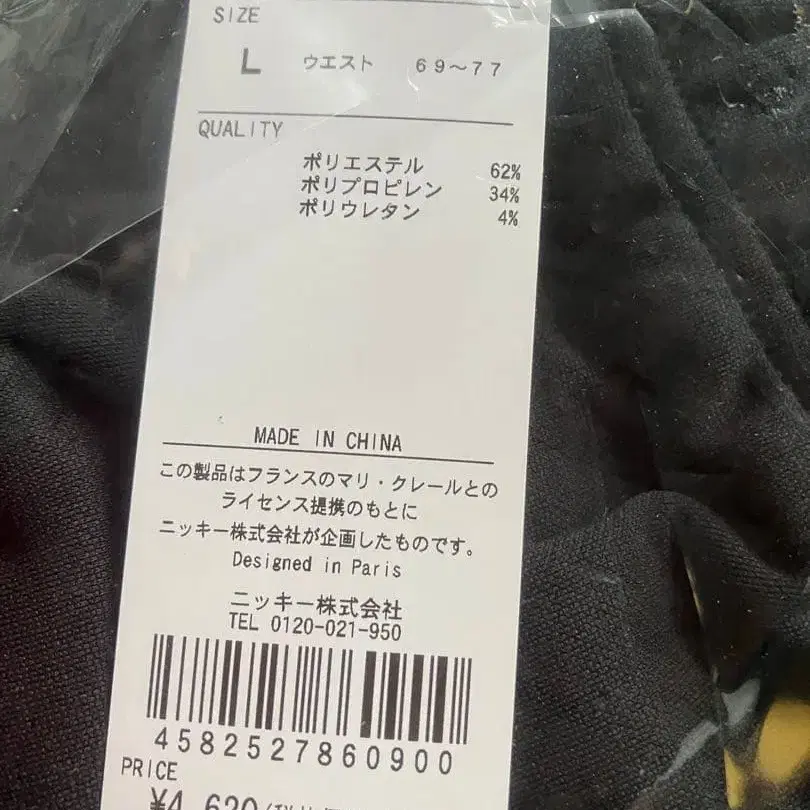 SIZE
L ウエスト 69〜77
QUALITY
ポリエステル 62%
ポリプロピレン 34%
ポリウレタン 4%
MADE IN CHINA
この製品はフランスのマリ・クレールとの
ライセンス提携のもとに
ニッキー株式会社が企画したものです。
Designed in Paris
ニッキー株式会社
TEL 0120-021-950
4582527860900
PRICE
¥4,620